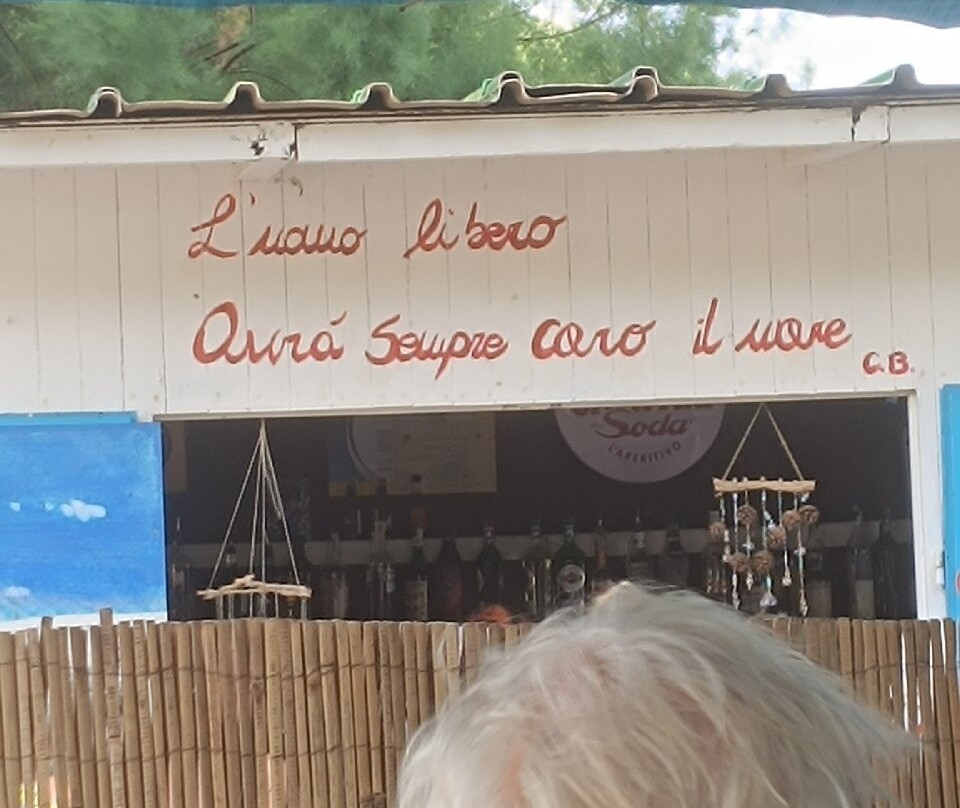 L'uomo libero
Avrá Sempre caro il mare
C.B.
Soda
L'APERITIVO